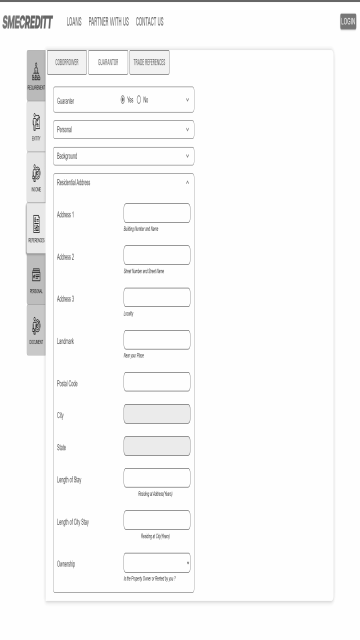 SMECREDITT
LOANS PARTNER WITH US CONTACT US
LOGIN
COBORROWER GUARANTOR TRADE REFERENCES
REQUIREMENT
ENTITY
INCOME
REFERENCES
PERSONAL
DOCUMENT
Guarantor Yes No
Personal
Background
Residential Address
Address 1
Building Number and Name
Address 2
Street Number and Street Name
Address 3
Locality
Landmark
Near your Place
Postal Code
City
State
Length of Stay
Residing at Address(Years)
Length of City Stay
Residing at City(Years)
Ownership
Is the Property Owner or Rented by you ?